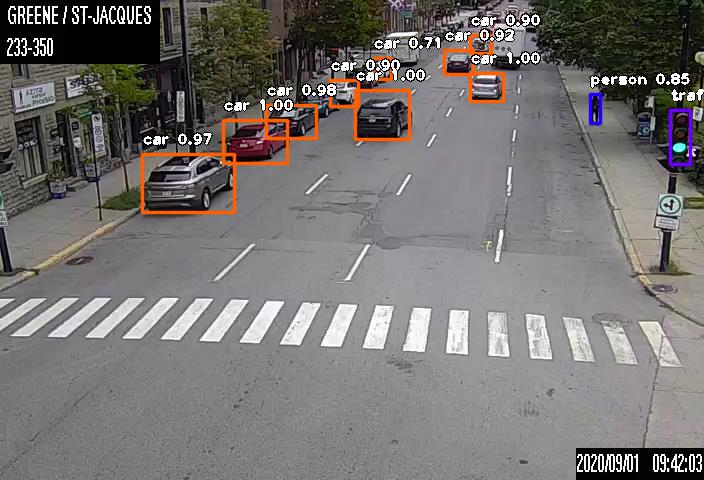 GREENE / ST-JACQUES
233-350
car 0.90
car 0.92
car 0.71
car 1.00
car 0.90
car 1.00
car 0.98
car 1.00
car 0.97
person 0.85
traf
2020/09/01 09:42:03